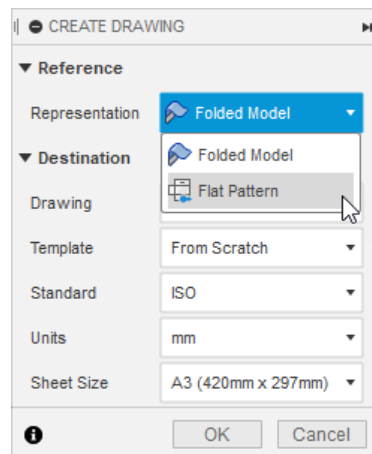 CREATE DRAWING
Reference
Representation Folded Model
Folded Model
Destination
Flat Pattern
Drawing
Template From Scratch
Standard ISO
Units mm
Sheet Size A3 (420mm x 297mm)
OK Cancel